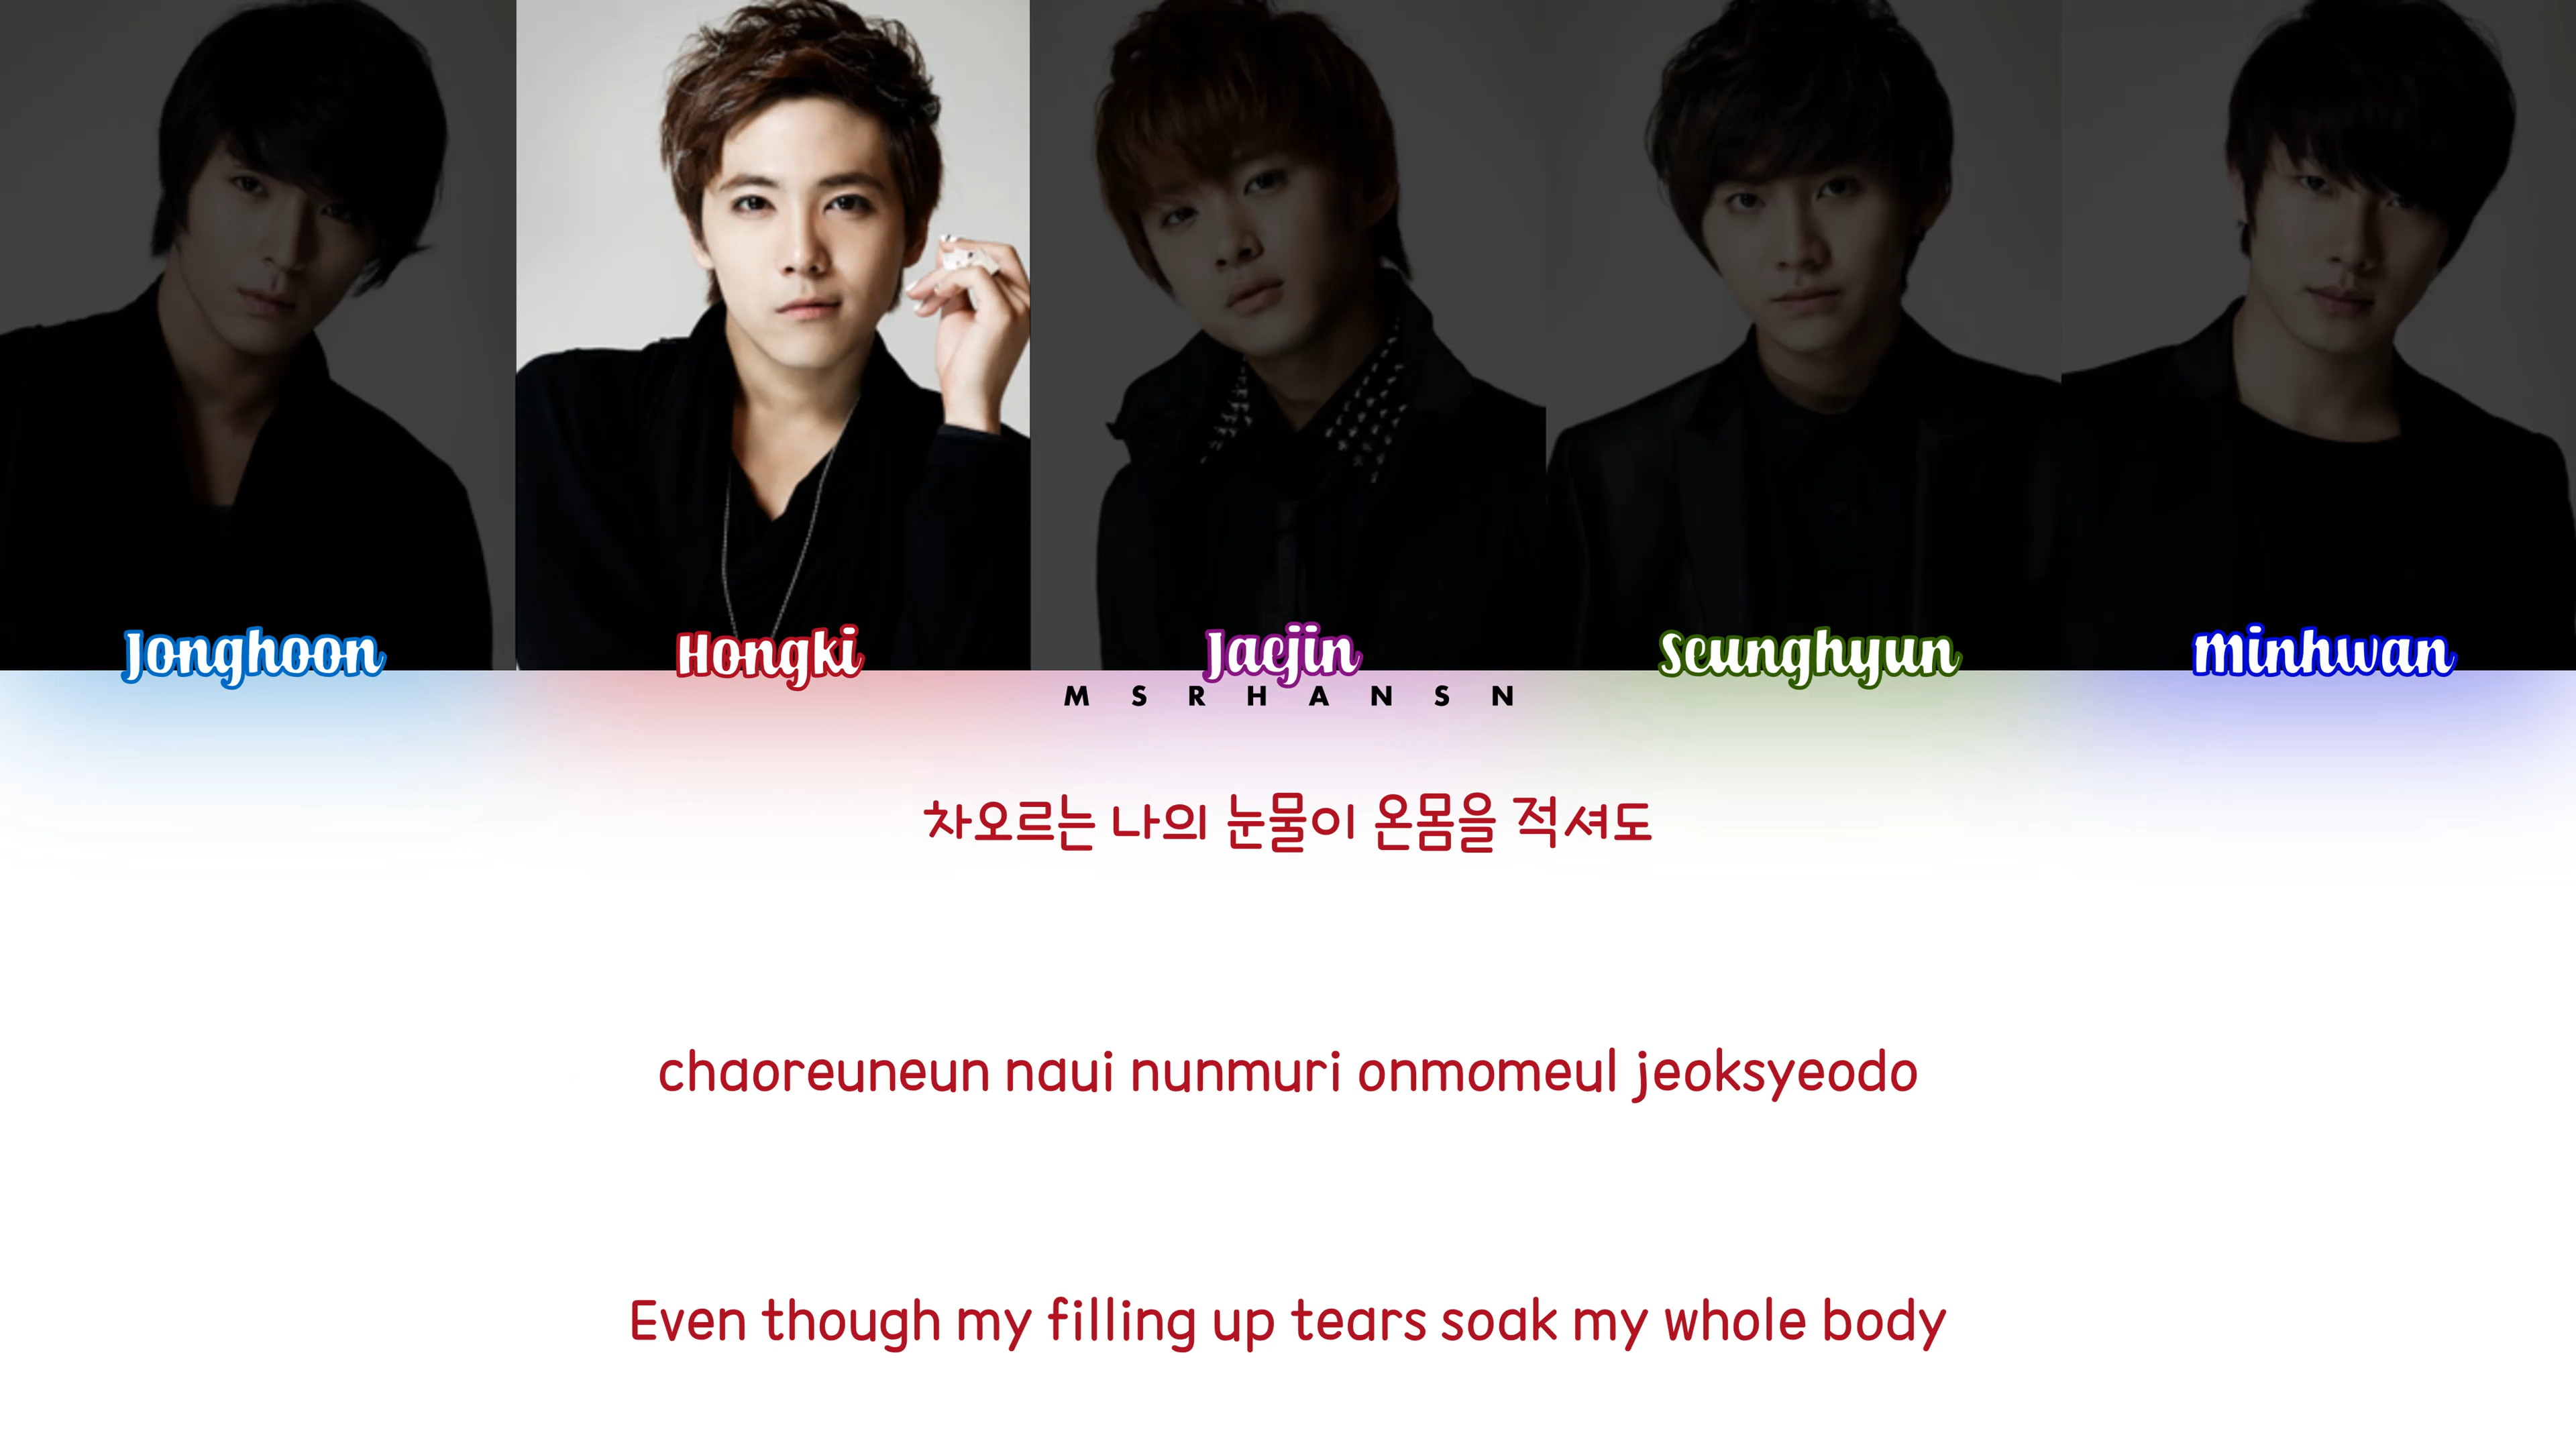 Jonghoon Hongki Jaejin Seunghyun Minhwan
MSRHANSN
차오르는 나의 눈물이 온몸을 적셔도
chaoreuneun naui nunmuri onmomeul jeoksyeodo
Even though my filling up tears soak my whole body